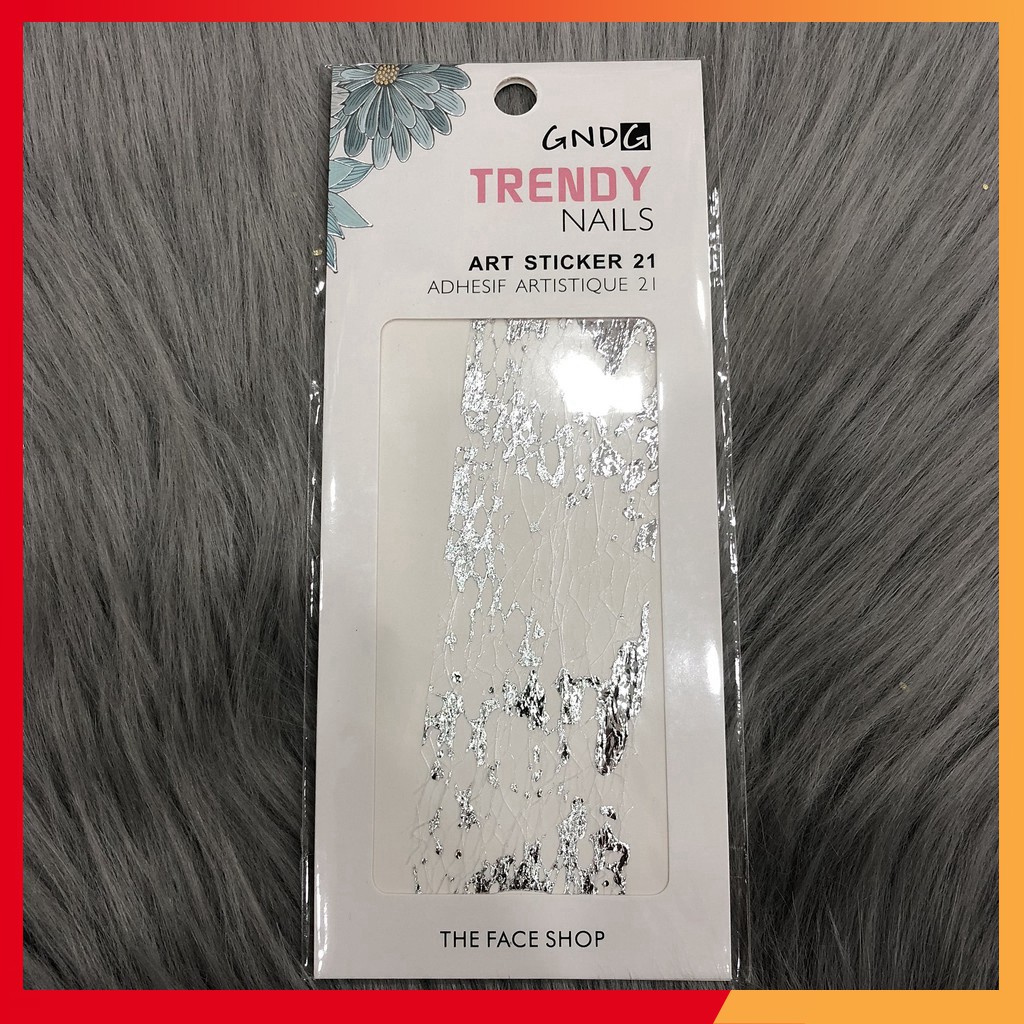 GNDG
TRENDY
NAILS
ART STICKER 21
ADHESIF ARTISTIQUE 21
THE FACE SHOP